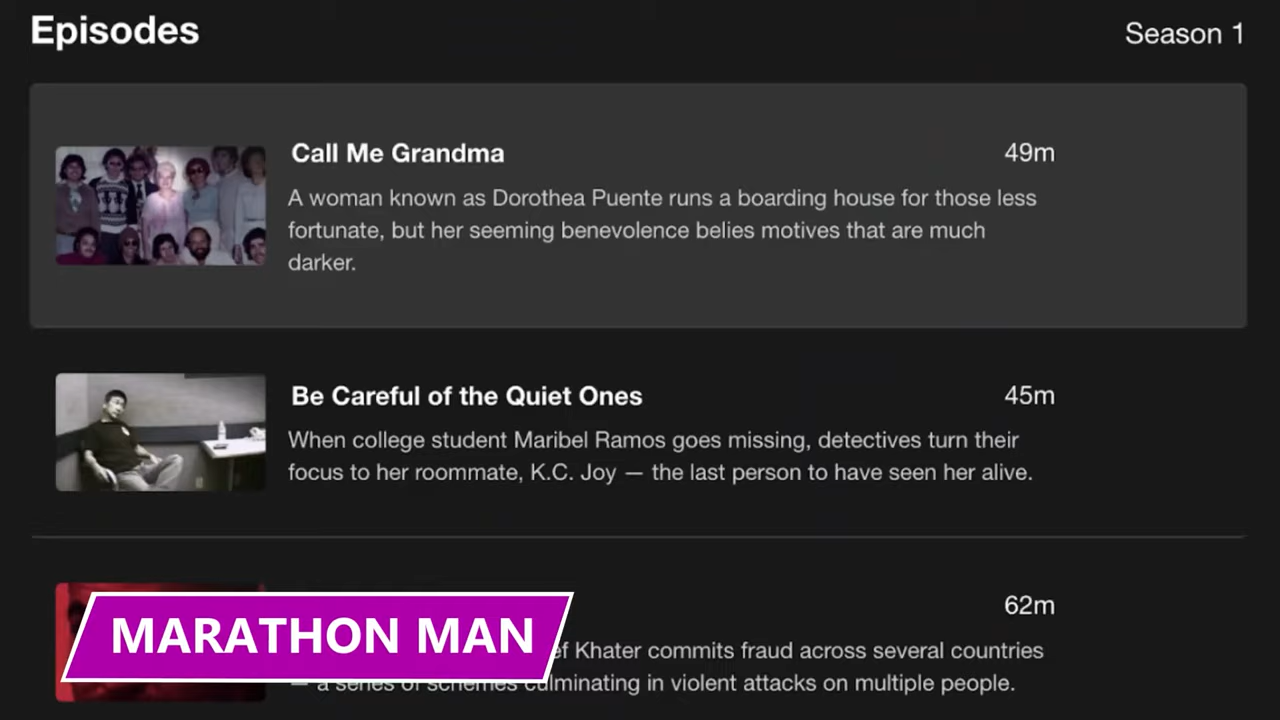 Episodes
Season 1
Call Me Grandma
49m
A woman known as Dorothea Puente runs a boarding house for those less
fortunate, but her seeming benevolence belies motives that are much
darker.
Be Careful of the Quiet Ones
45m
When college student Maribel Ramos goes missing, detectives turn their
focus to her roommate, K.C. Joy — the last person to have seen her alive.
62m
MARATHON MAN
Khater commits fraud across several countries
— a series of schemes culminating in violent attacks on multiple people.